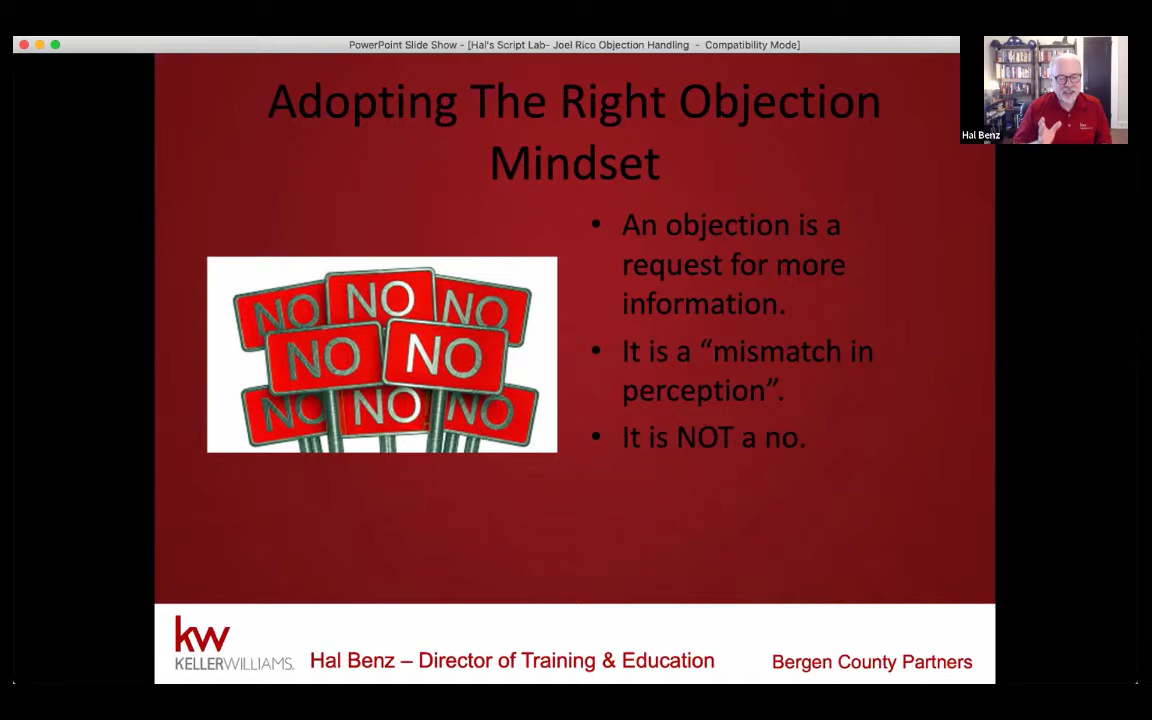 PowerPoint Slide Show - [Hal's Script Lab- Joel Rico Objection Handling - Compatibility Mode]
Hal Benz
kw
Adopting The Right Objection
Mindset
NO NO NO
NO NO
NO NO NO
• An objection is a
request for more
information.
• It is a “mismatch in
perception”.
• It is NOT a no.
kw
KELLERWILLIAMS.
Hal Benz – Director of Training & Education
Bergen County Partners